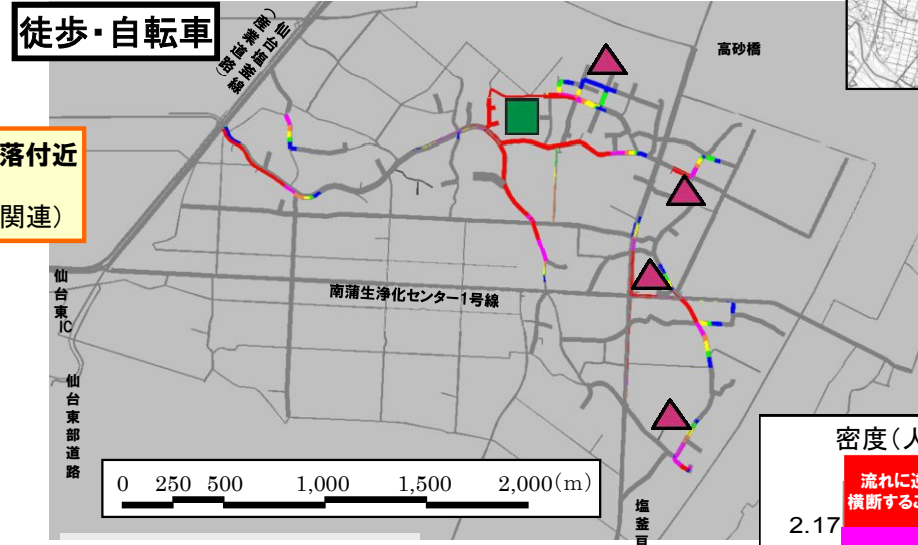 徒歩・自転車
仙台塩釜線
(産業道路)
高砂橋
落付近
関連)
仙台東IC
南蒲生浄化センター1号線
仙台東部道路
0 250 500 1,000 1,500 2,000(m)
塩釜亘
密度(人
流れに逆
横断するこ
2.17